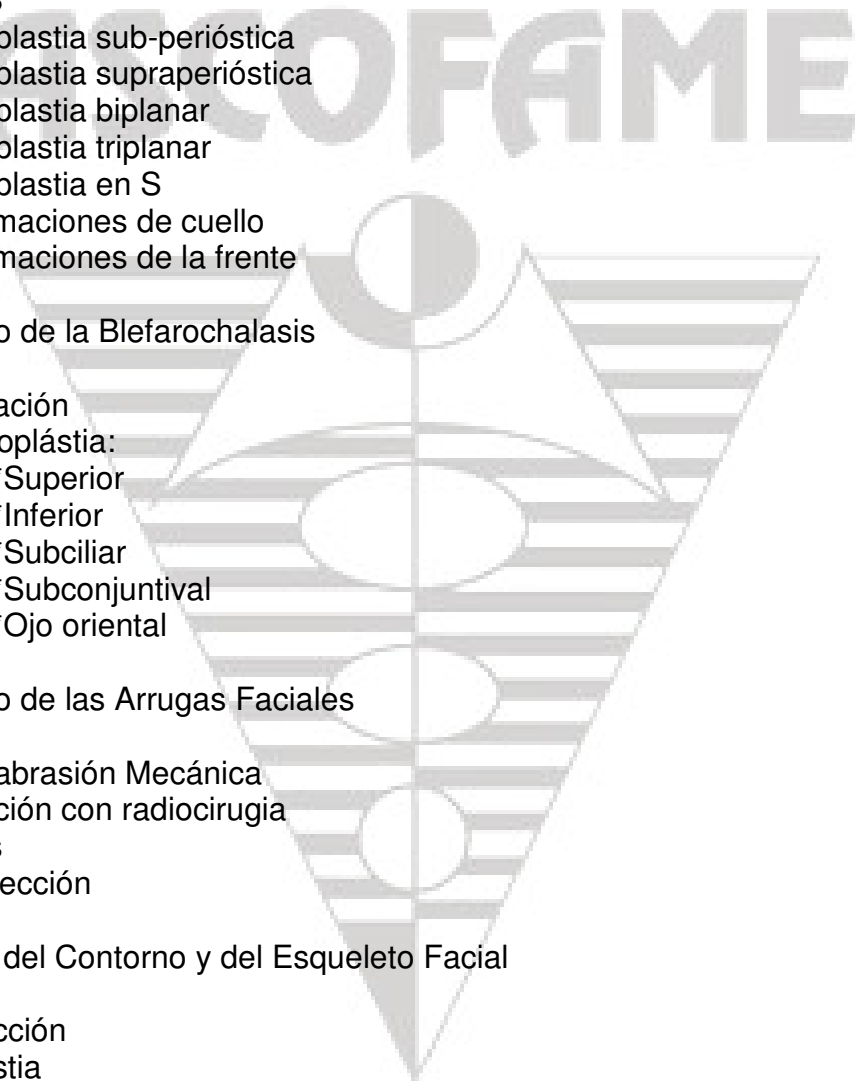 ASCOFAME
plastia sub-perióstica
plastia supraperióstica
plastia biplanar
plastia triplanar
plastia en S
maciones de cuello
maciones de la frente
o de la Blefarochalasis
ación
oplástia:
*Superior
*Inferior
*Subciliar
*Subconjuntival
*Ojo oriental
o de las Arrugas Faciales
abrasión Mecánica
ción con radiocirugia
s
ección
del Contorno y del Esqueleto Facial
cción
stia